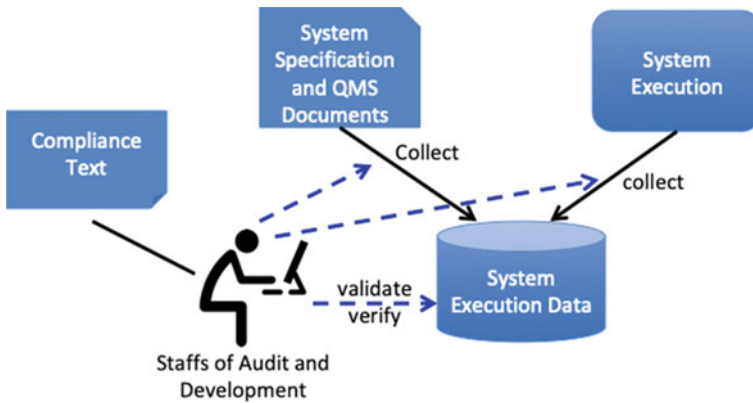 System
Specification
and QMS
Documents
System
Execution
Compliance
Text
Collect
collect
System
Execution Data
validate
verify
Staffs of Audit and
Development